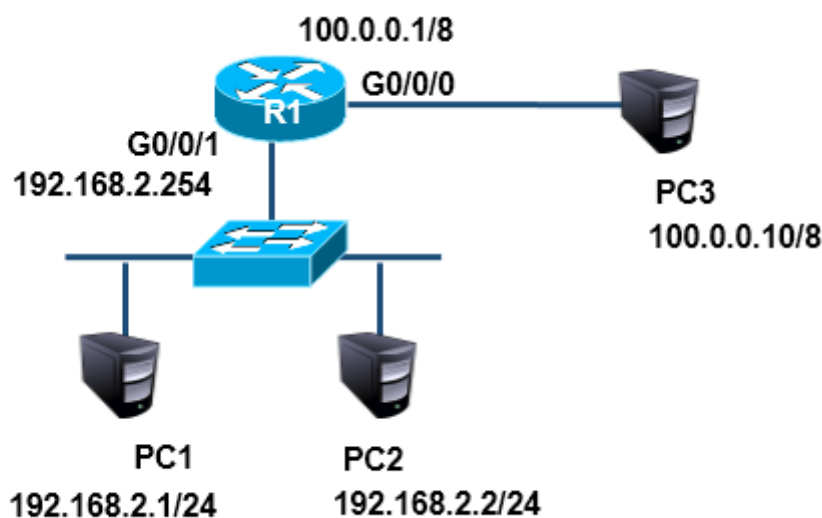 100.0.0.1/8
G0/0/0
R1
G0/0/1
192.168.2.254
PC3
100.0.0.10/8
PC1
192.168.2.1/24
PC2
192.168.2.2/24